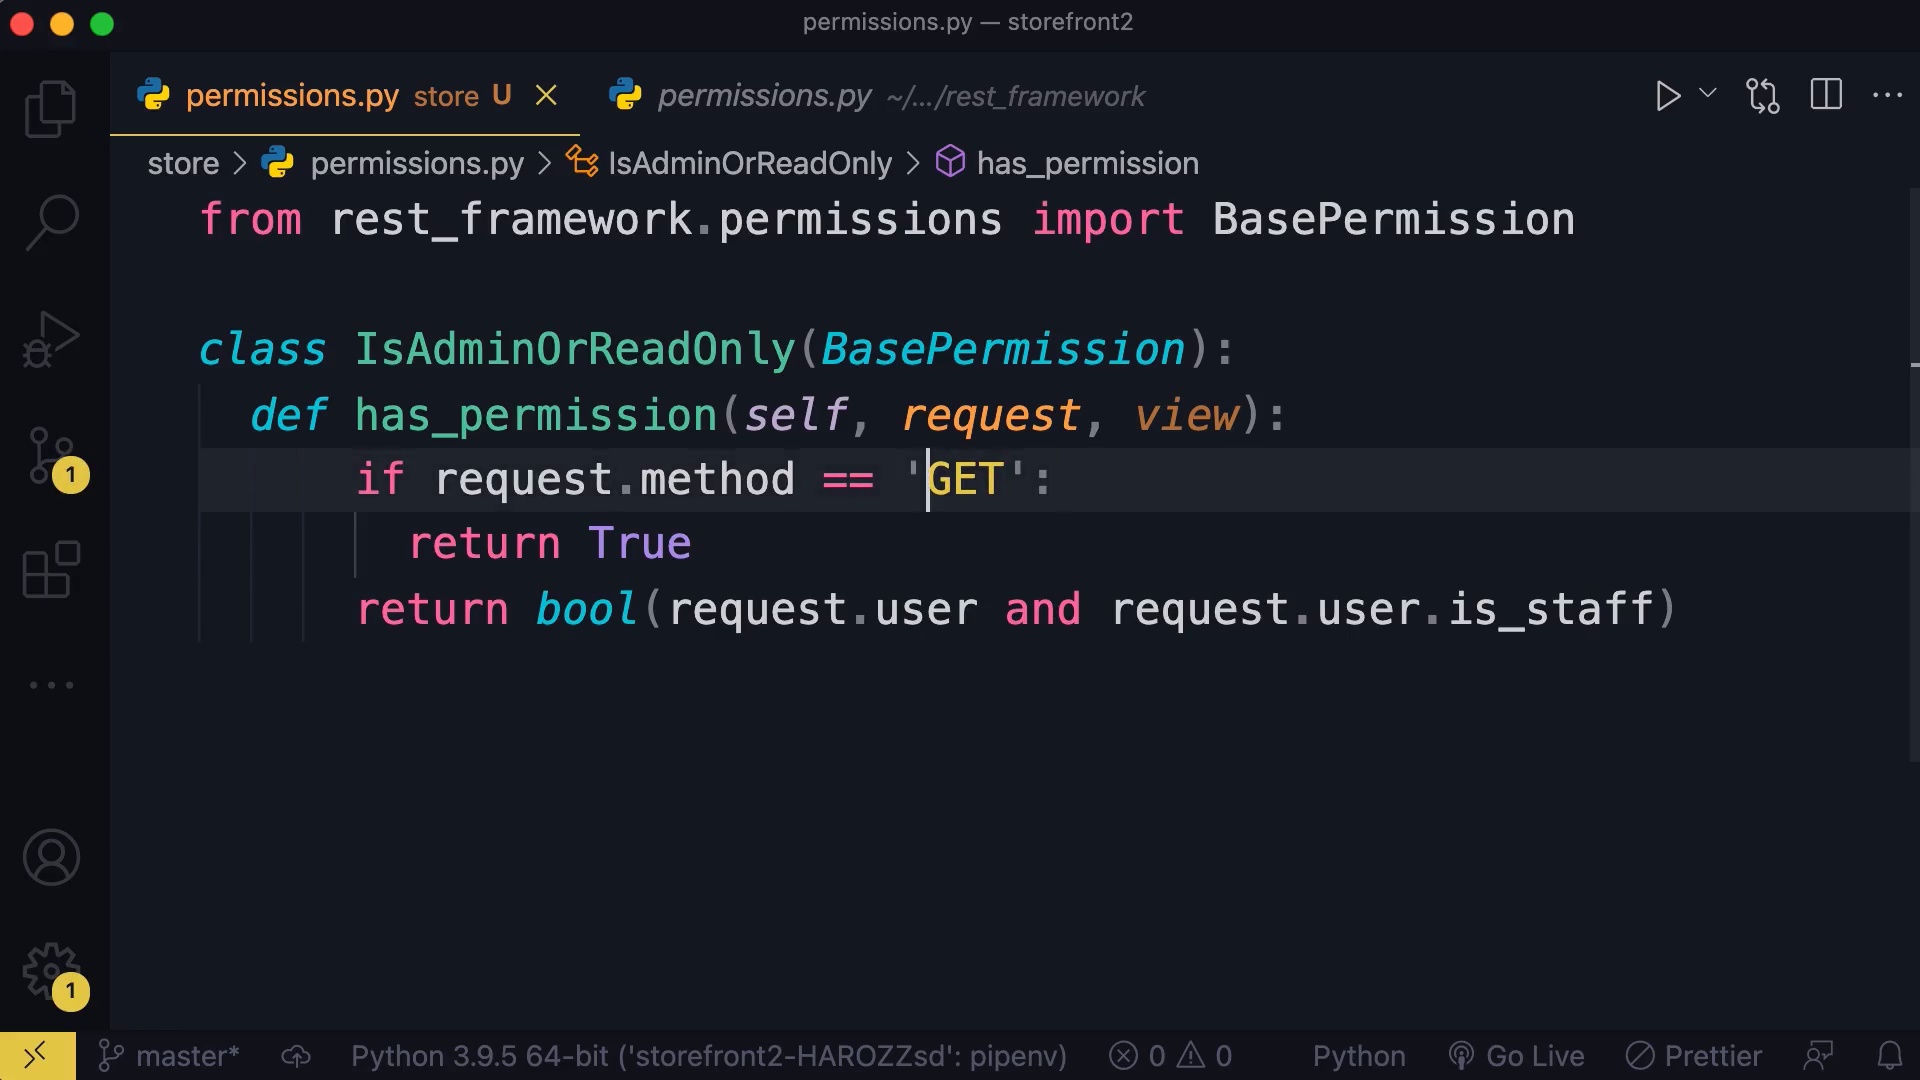 permissions.py — storefront2
permissions.py store U permissions.py ~/.../rest_framework
store > permissions.py > IsAdminOrReadOnly > has_permission
from rest_framework.permissions import BasePermission
class IsAdminOrReadOnly(BasePermission):
def has_permission(self, request, view):
if request.method == 'GET':
return True
return bool(request.user and request.user.is_staff)
1
1
master* Python 3.9.5 64-bit ('storefront2-HAROZZsd': pipenv) 0 0 Python Go Live Prettier